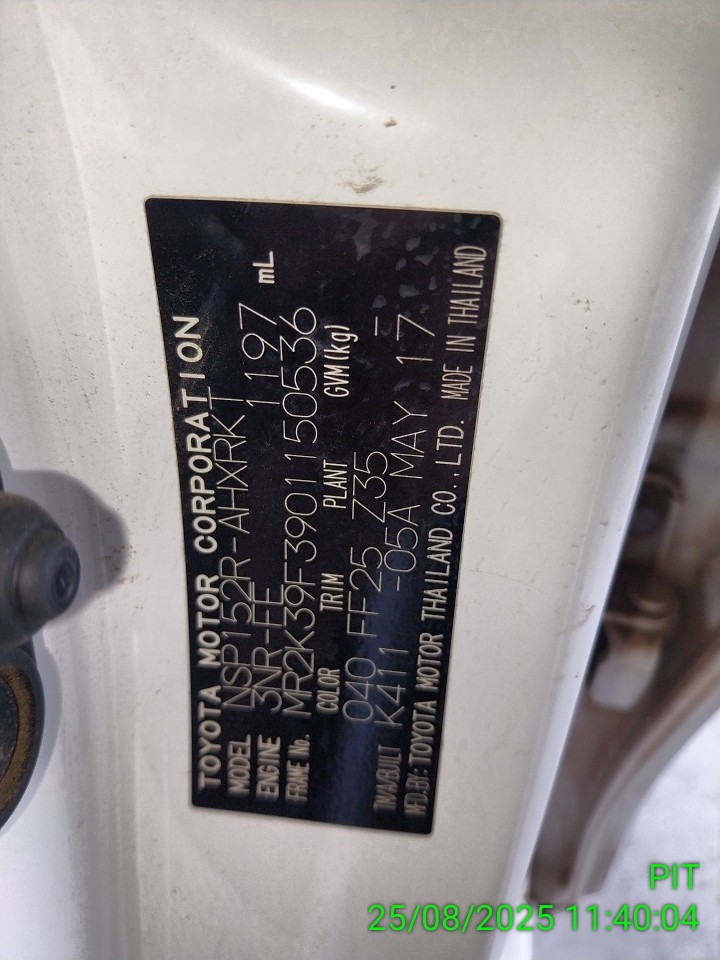 TOYOTA MOTOR CORPORATION
MODEL NSP152R-AHXRKT
ENGINE 3NR-FE 1197 mL
FRAME No. MR2K39F3901150536
COLOR TRIM PLANT GVM(kg)
040 FF25 Z35 -
TMA/BUILT K411 -05A MAY 17
MFD.BY: TOYOTA MOTOR THAILAND CO.,LTD. MADE IN THAILAND
PIT
25/08/2025 11:40:04